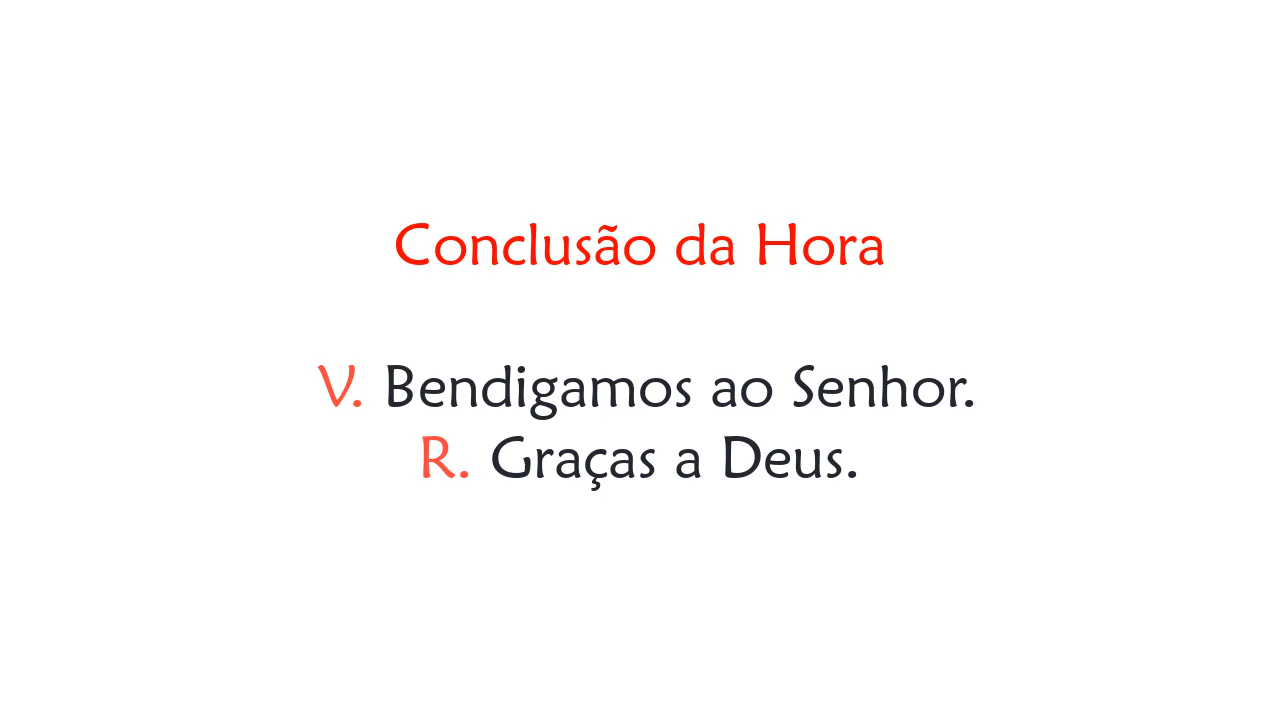 Conclusão da Hora
V. Bendigamos ao Senhor.
R. Graças a Deus.